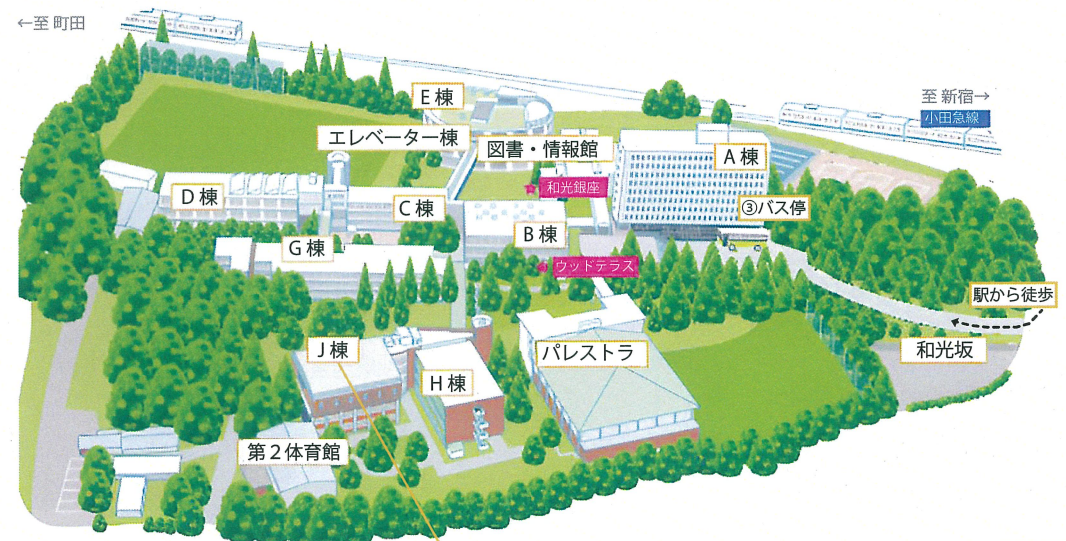 ←至 町田
至 新宿→
小田急線
E棟
エレベーター棟
図書・情報館
A棟
D棟
和光銀座
C棟
③バス停
B棟
G棟
ウッドテラス
駅から徒歩
和光坂
J棟
パレストラ
H棟
第2体育館